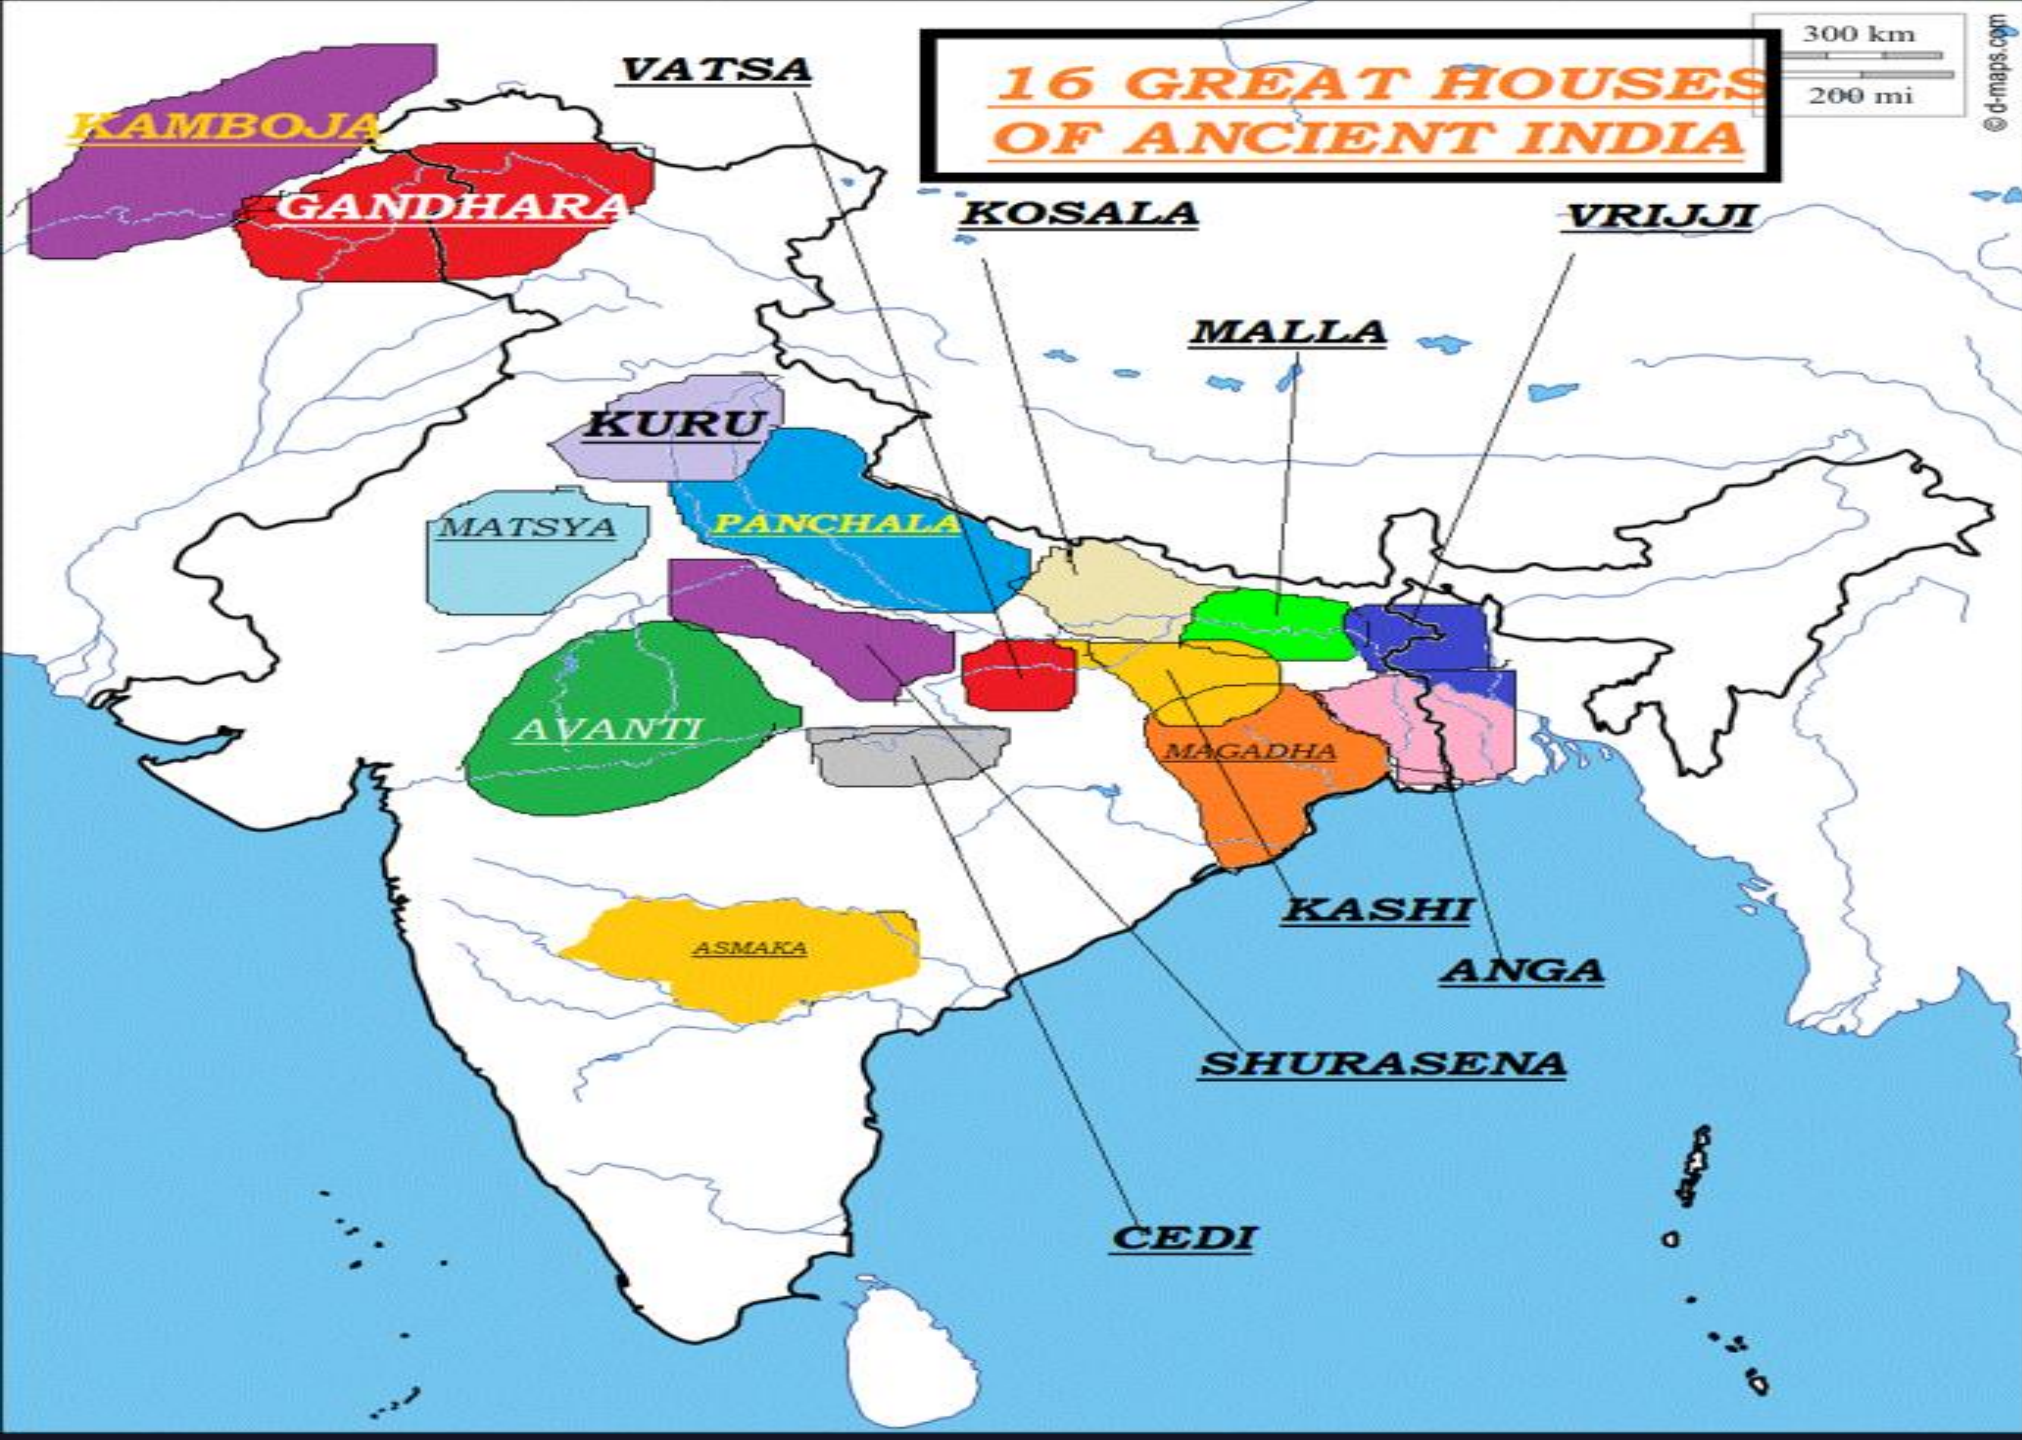 300 km
200 mi
© d-maps.com
16 GREAT HOUSES
OF ANCIENT INDIA
VATSA
KAMBOJA
GANDHARA
KOSALA
VRIJJI
MALLA
KURU
MATSYA
PANCHALA
AVANTI
MAGADHA
KASHI
ASMAKA
ANGA
SHURASENA
CEDI